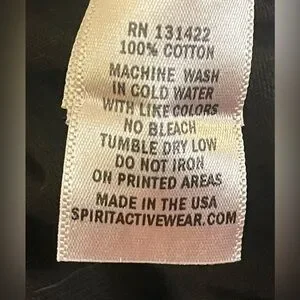 RN 131422
100% COTTON
MACHINE WASH
IN COLD WATER
WITH LIKE COLORS
NO BLEACH
TUMBLE DRY LOW
DO NOT IRON
ON PRINTED AREAS
MADE IN THE USA
SPIRITACTIVEWEAR.COM